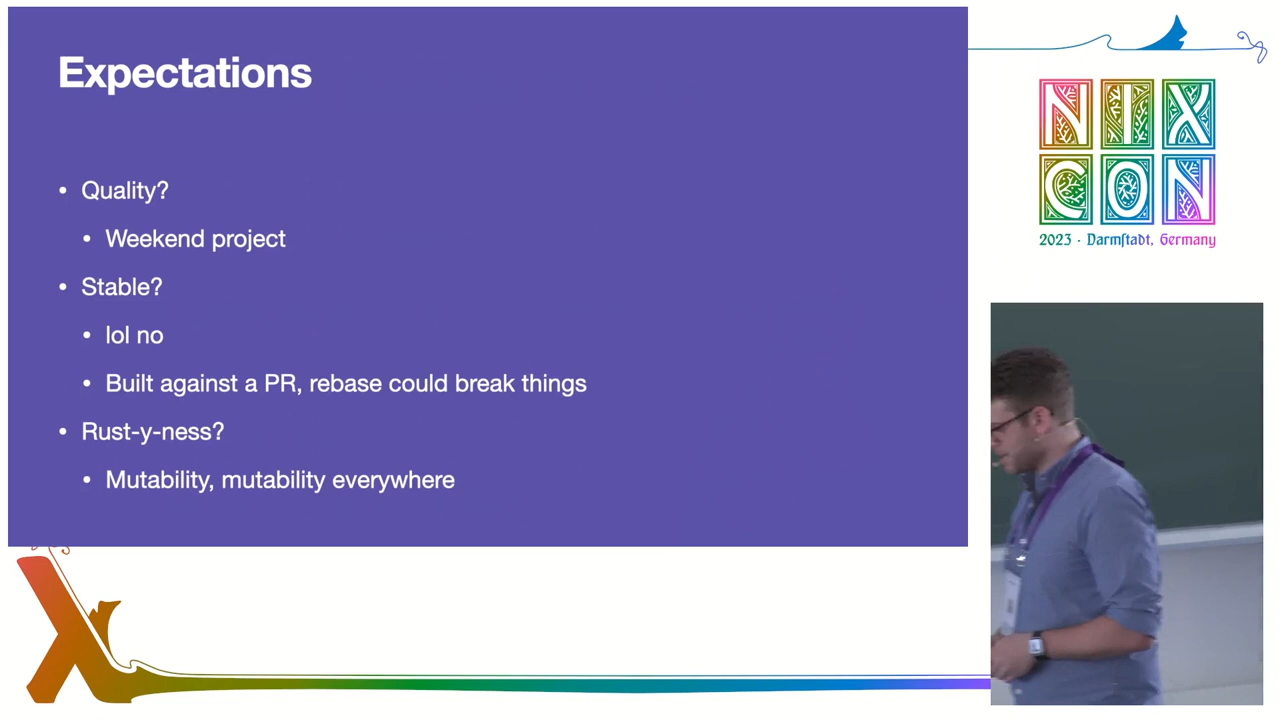 Expectations
• Quality?
• Weekend project
• Stable?
• lol no
• Built against a PR, rebase could break things
• Rust-y-ness?
• Mutability, mutability everywhere
NIX
CON
2023 · Darmſtadt, Germany